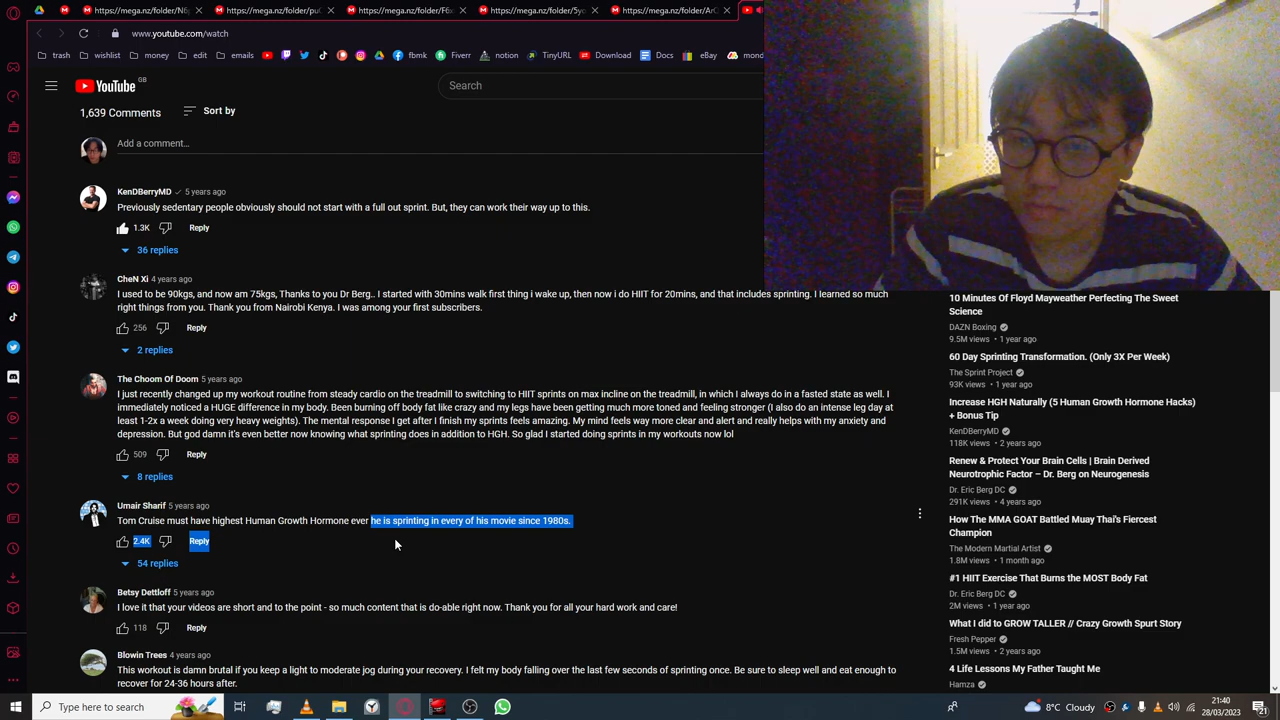 https://mega.nz/folder/N6
https://mega.nz/folder/pu
https://mega.nz/folder/F6x
https://mega.nz/folder/5yo
https://mega.nz/folder/Ar
www.youtube.com/watch
trash
wishlist
money
edit
emails
fbmk
Fiverr
notion
TinyURL
Download
Docs
eBay
mond
YouTube GB
Search
1,639 Comments
Sort by
Add a comment...
KenDBerryMD 5 years ago
Previously sedentary people obviously should not start with a full out sprint. But, they can work their way up to this.
1.3K Reply
36 replies
CheN Xi 4 years ago
I used to be 90kgs, and now am 75kgs, Thanks to you Dr Berg.. I started with 30mins walk first thing i wake up, then now i do HIIT for 20mins, and that includes sprinting. I learned so much
right things from you. Thank you from Nairobi Kenya. I was among your first subscribers.
256 Reply
2 replies
The Choom Of Doom 5 years ago
I just recently changed up my workout routine from steady cardio on the treadmill to switching to HIIT sprints on max incline on the treadmill, in which I always do in a fasted state as well. I
immediately noticed a HUGE difference in my body. Been burning off body fat like crazy and my legs have been getting much more toned and feeling stronger (I also do an intense leg day at
least 1-2x a week doing very heavy weights). The mental response I get after I finish my sprints feels amazing. My mind feels way more clear and alert and really helps with my anxiety and
depression. But god damn it's even better now knowing what sprinting does in addition to HGH. So glad I started doing sprints in my workouts now lol
509 Reply
8 replies
Umair Sharif 5 years ago
Tom Cruise must have highest Human Growth Hormone ever he is sprinting in every of his movie since 1980s.
2.4K Reply
54 replies
Betsy Dettloff 5 years ago
I love it that your videos are short and to the point - so much content that is do-able right now. Thank you for all your hard work and care!
118 Reply
Blowin Trees 4 years ago
This workout is damn brutal if you keep a light to moderate jog during your recovery. I felt my body falling over the last few seconds of sprinting once. Be sure to sleep well and eat enough to
recover for 24-36 hours after.
10 Minutes Of Floyd Mayweather Perfecting The Sweet
Science
DAZN Boxing
9.5M views • 1 year ago
60 Day Sprinting Transformation. (Only 3X Per Week)
The Sprint Project
93K views • 1 year ago
Increase HGH Naturally (5 Human Growth Hormone Hacks)
+ Bonus Tip
KenDBerryMD
118K views • 2 years ago
Renew & Protect Your Brain Cells | Brain Derived
Neurotrophic Factor – Dr. Berg on Neurogenesis
Dr. Eric Berg DC
291K views • 4 years ago
How The MMA GOAT Battled Muay Thai's Fiercest
Champion
The Modern Martial Artist
1.8M views • 1 month ago
#1 HIIT Exercise That Burns the MOST Body Fat
Dr. Eric Berg DC
2M views • 1 year ago
What I did to GROW TALLER // Crazy Growth Spurt Story
Fresh Pepper
1.5M views • 2 years ago
4 Life Lessons My Father Taught Me
Hamza
Type here to search
8°C Cloudy
21:40
28/03/2023
21